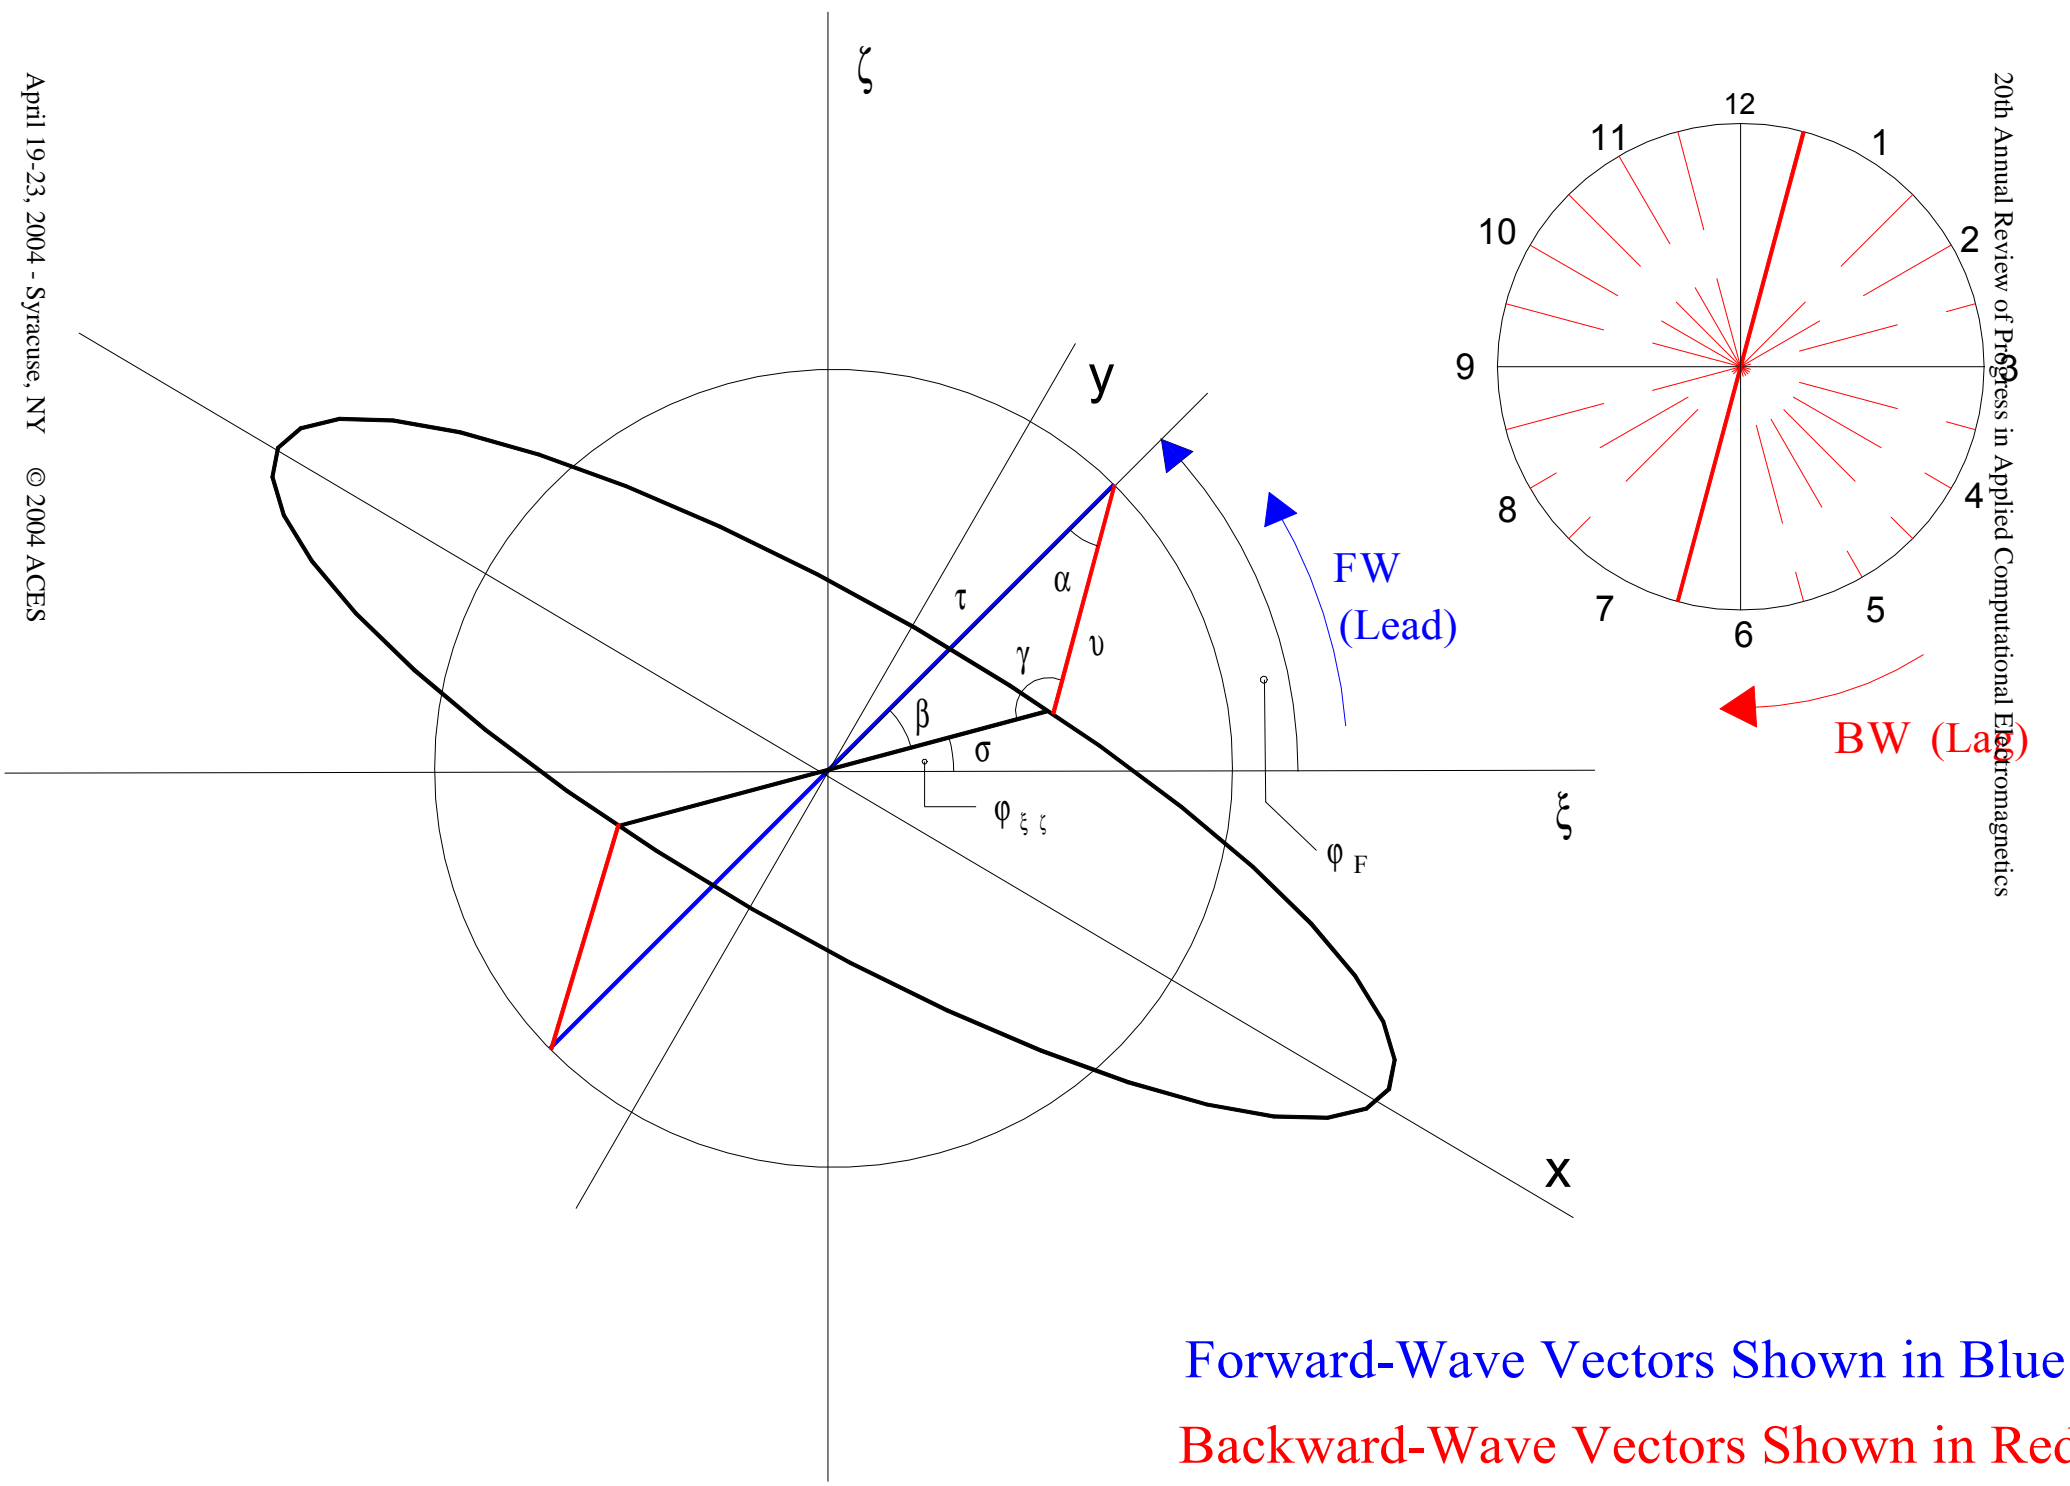 April 19-23, 2004 - Syracuse, NY © 2004 ACES
20th Annual Review of Progress in Applied Computational Electromagnetics
ζ
y
12
11
1
10
2
9
3
8
4
7
5
6
FW
(Lead)
BW (Lag)
τ
α
υ
γ
β
σ
φ ξ ζ
ξ
φ F
x
Forward-Wave Vectors Shown in Blue
Backward-Wave Vectors Shown in Red